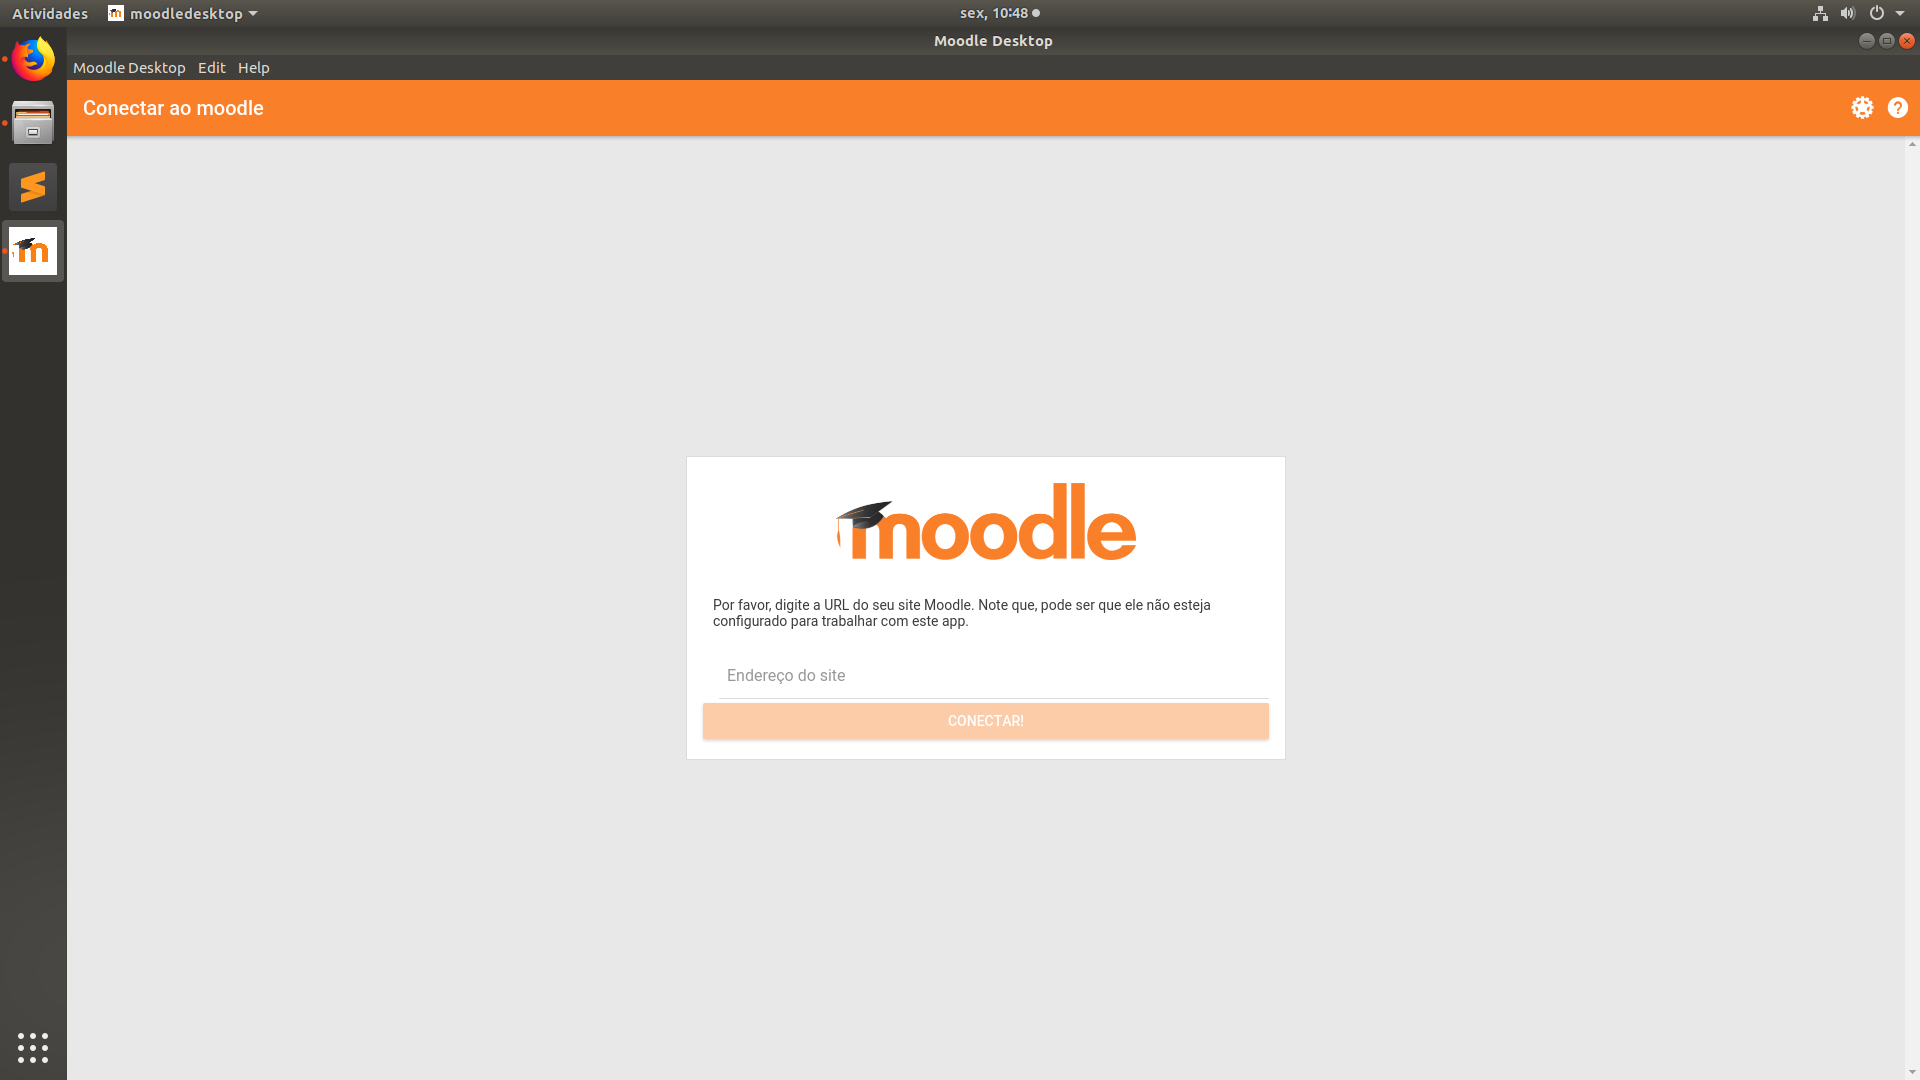 Atividades moodledesktop sex, 10:48
Moodle Desktop
Moodle Desktop Edit Help
Conectar ao moodle
moodle
Por favor, digite a URL do seu site Moodle. Note que, pode ser que ele não esteja
configurado para trabalhar com este app.
Endereço do site
CONECTAR!